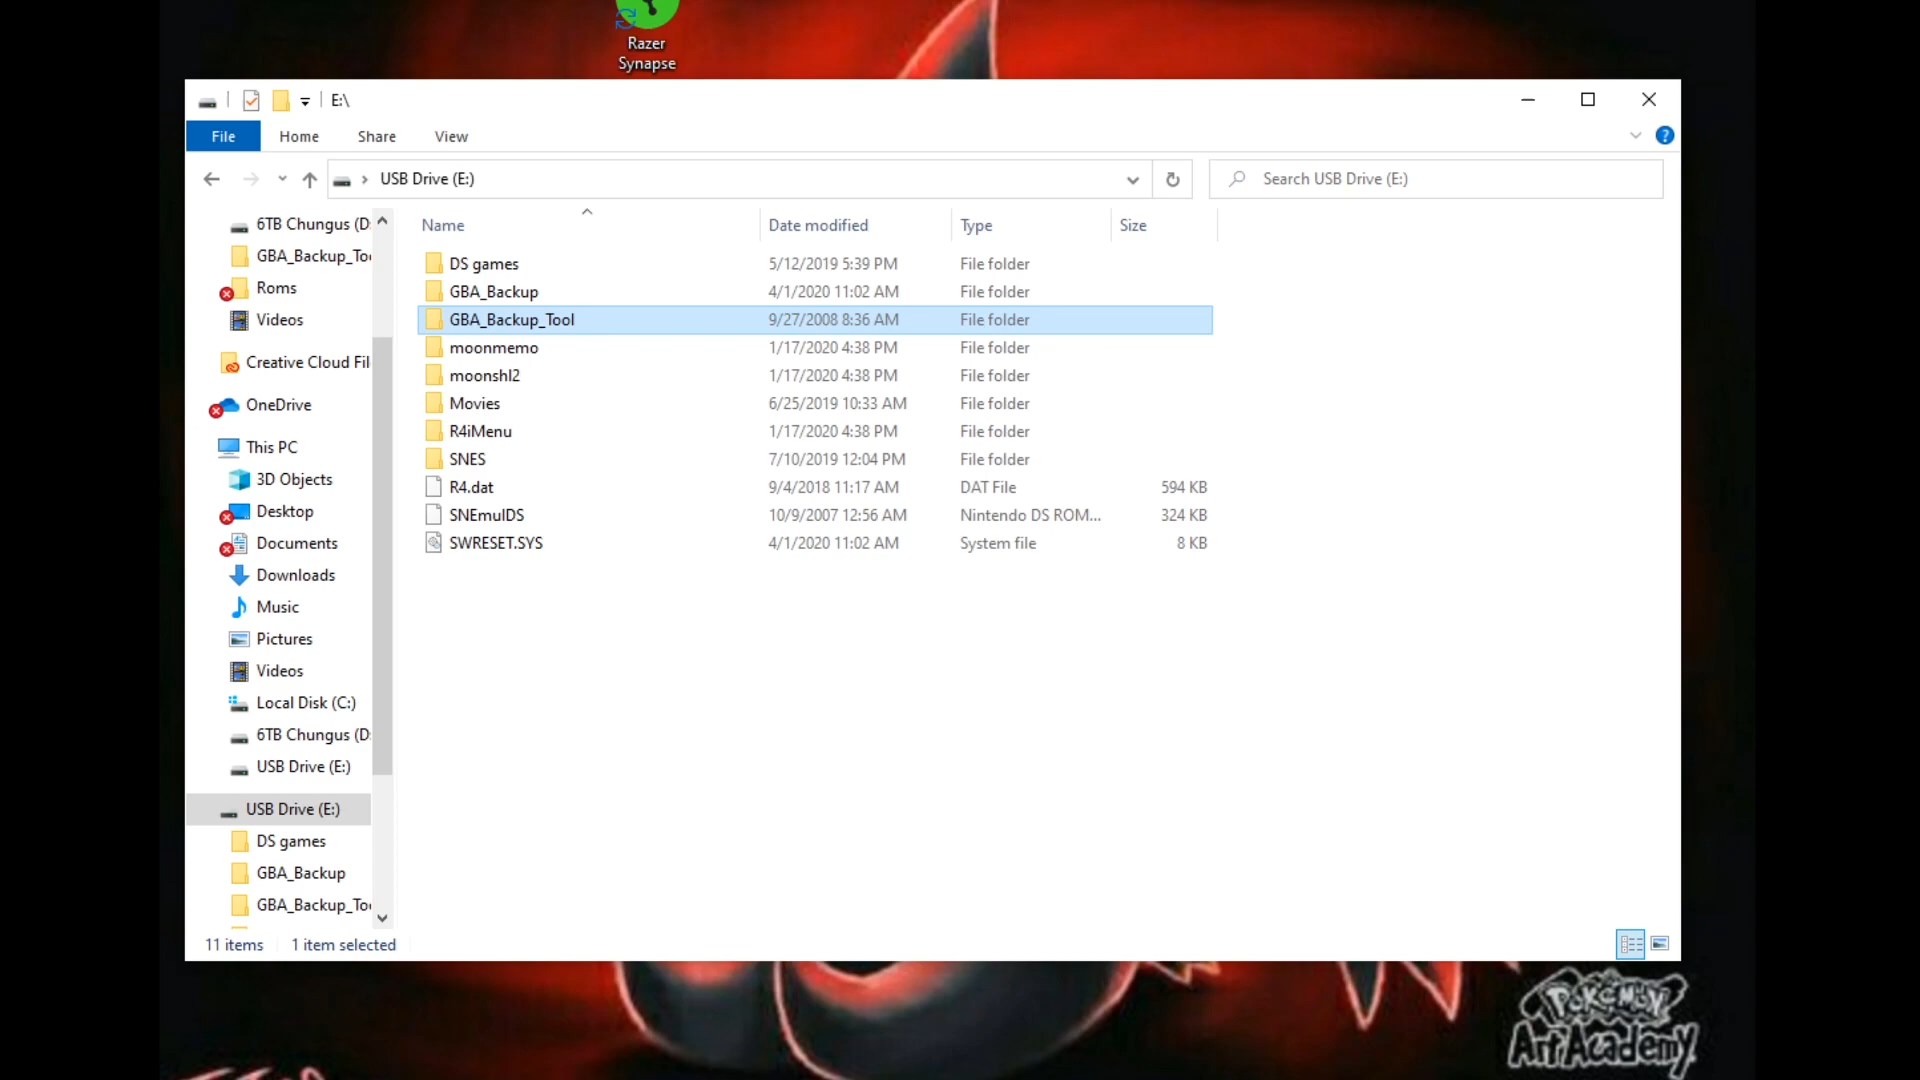 Razer
Synapse
E:\
File Home Share View
USB Drive (E:)
Search USB Drive (E:)
Name Date modified Type Size
6TB Chungus (D:
GBA_Backup_Too
Roms
Videos
Creative Cloud Fil
OneDrive
This PC
3D Objects
Desktop
Documents
Downloads
Music
Pictures
Videos
Local Disk (C:)
6TB Chungus (D:
USB Drive (E:)
USB Drive (E:)
DS games
GBA_Backup
GBA_Backup_Too
DS games 5/12/2019 5:39 PM File folder
GBA_Backup 4/1/2020 11:02 AM File folder
GBA_Backup_Tool 9/27/2008 8:36 AM File folder
moonmemo 1/17/2020 4:38 PM File folder
moonshl2 1/17/2020 4:38 PM File folder
Movies 6/25/2019 10:33 AM File folder
R4iMenu 1/17/2020 4:38 PM File folder
SNES 7/10/2019 12:04 PM File folder
R4.dat 9/4/2018 11:17 AM DAT File 594 KB
SNEmulDS 10/9/2007 12:56 AM Nintendo DS ROM... 324 KB
SWRESET.SYS 4/1/2020 11:02 AM System file 8 KB
11 items 1 item selected
POKéMON
Art Academy